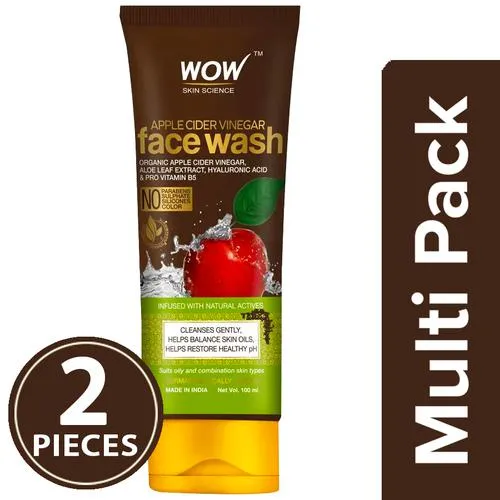 WOW™
SKIN SCIENCE
APPLE CIDER VINEGAR
face wash
ORGANIC APPLE CIDER VINEGAR,
ALOE LEAF EXTRACT, HYALURONIC ACID
& PRO VITAMIN B5
NO PARABENS
SULPHATE
SILICONES
COLOR
INFUSED WITH NATURAL ACTIVES
CLEANSES GENTLY,
HELPS BALANCE SKIN OILS,
HELPS RESTORE HEALTHY pH
Suits oily and combination skin types
MADE IN INDIA Net Vol. 100 ml
2
PIECES
Multi Pack